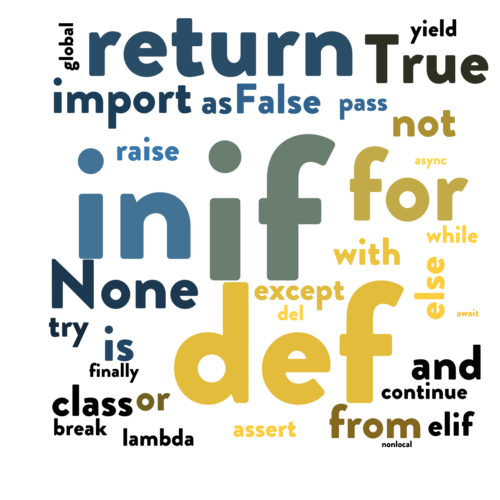 global
return
yield
True
import
as
False
pass
not
raise
async
in
if
for
while
with
None
except
else
del
await
try
is
def
finally
and
class
or
continue
break
lambda
assert
from
elif
nonlocal